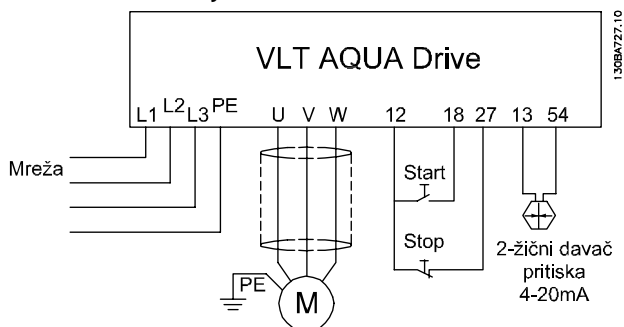 130BA727.10
VLT AQUA Drive
L1 L2 L3 PE U V W 12 18 27 13 54
Mreža
Start
Stop
2-žični davač
pritiska
4-20mA
PE
M